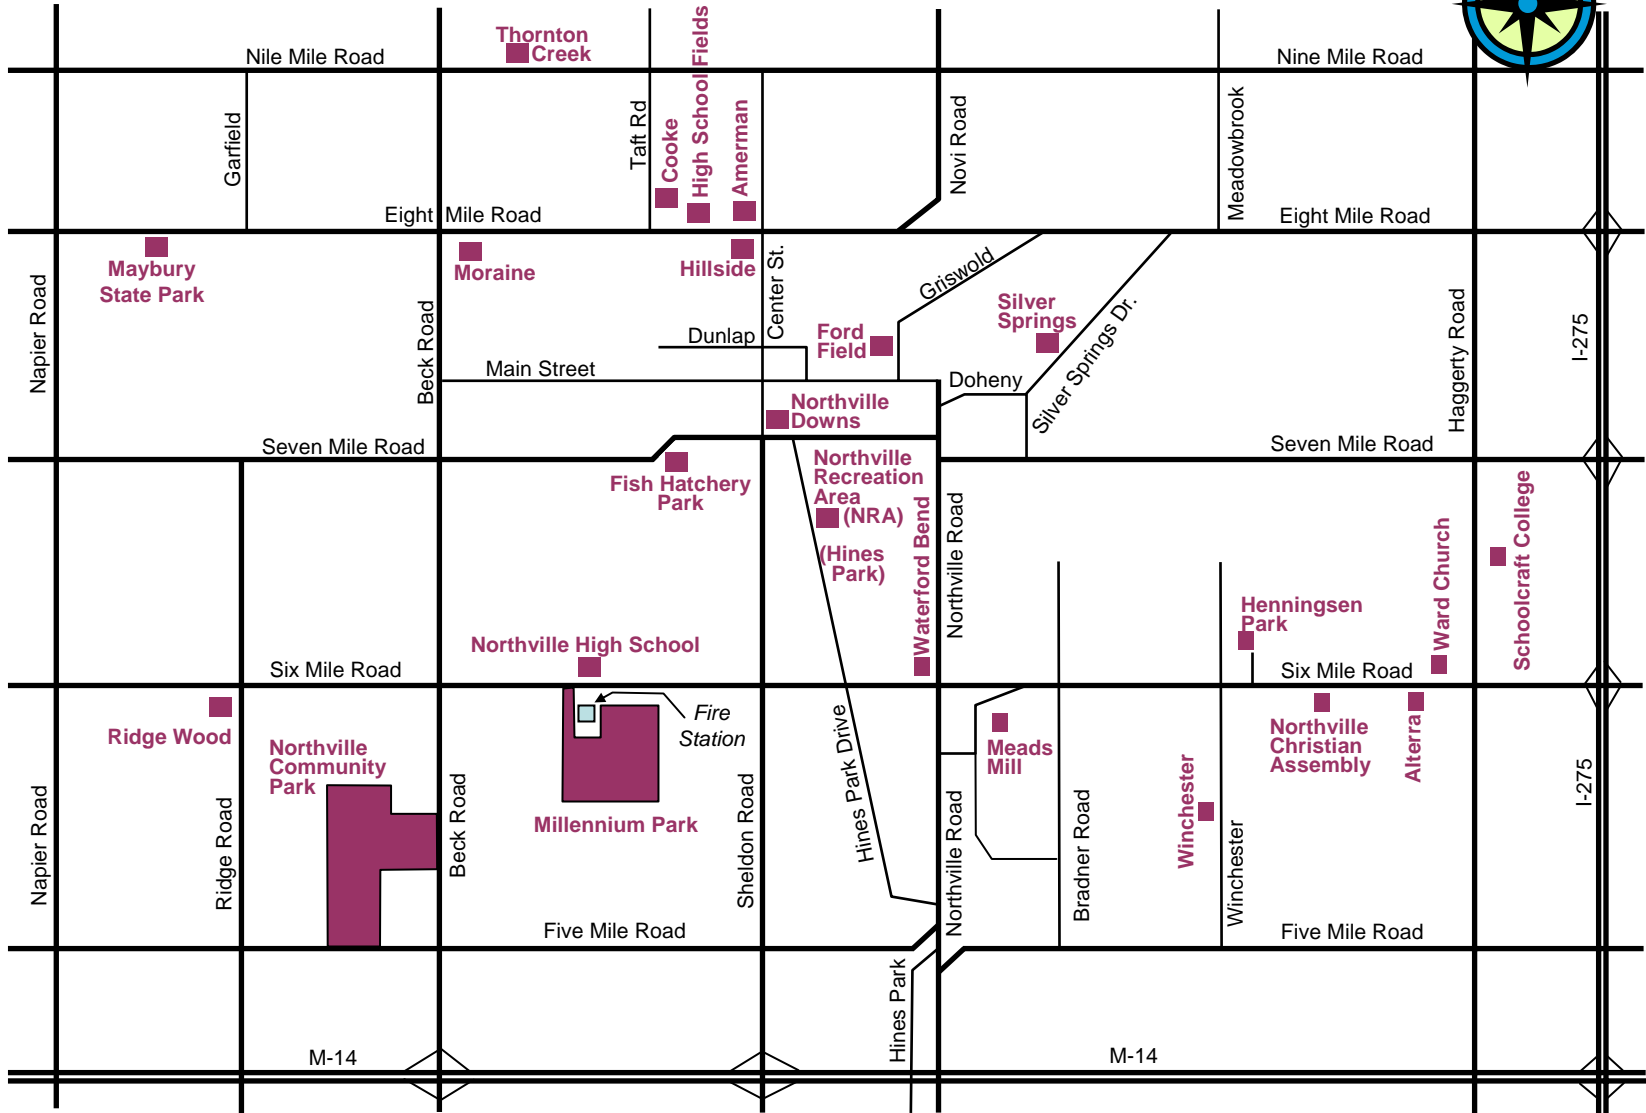 Thornton
Creek
High School Fields
Nile Mile Road
Nine Mile Road
Garfield
Taft Rd
Cooke
Amerman
Novi Road
Meadowbrook
Eight Mile Road
Eight Mile Road
Maybury
State Park
Moraine
Hillside
Center St.
Griswold
Silver
Springs
Silver Springs Dr.
Napier Road
Beck Road
Dunlap
Ford
Field
Haggerty Road
I-275
Main Street
Doheny
Northville
Downs
Seven Mile Road
Seven Mile Road
Fish Hatchery
Park
Northville
Recreation
Area
(NRA)
(Hines
Park)
Waterford Bend
Northville Road
Ward Church
Schoolcraft College
Henningsen
Park
Northville High School
Six Mile Road
Six Mile Road
Ridge Wood
Fire
Station
Northville
Community
Park
Millennium Park
Hines Park Drive
Meads
Mill
Northville
Christian
Assembly
Alterra
Winchester
I-275
Napier Road
Ridge Road
Beck Road
Sheldon Road
Northville Road
Bradner Road
Winchester
Five Mile Road
Five Mile Road
Hines Park
M-14
M-14